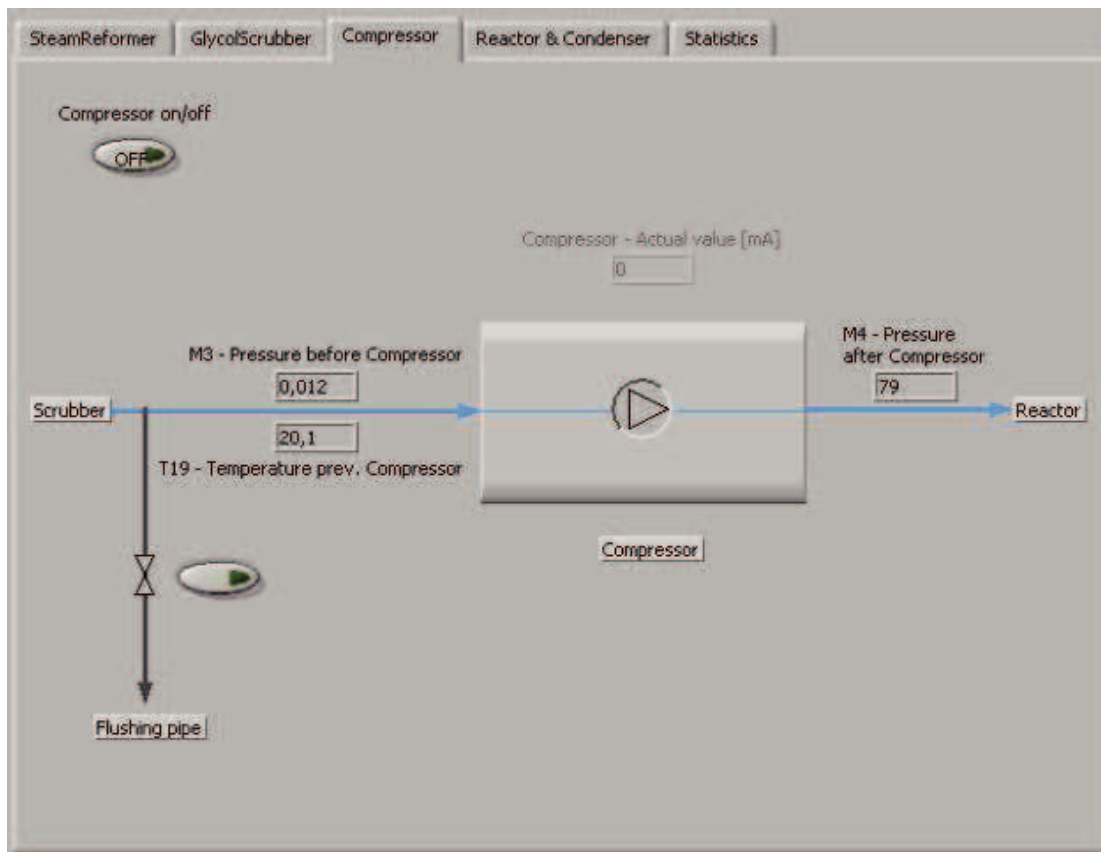 SteamReformer
GlycolScrubber
Compressor
Reactor & Condenser
Statistics
Compressor on/off
OFF
Compressor - Actual value [mA]
0
M3 - Pressure before Compressor
0,012
M4 - Pressure
after Compressor
79
Scrubber
Reactor
20,1
T19 - Temperature prev. Compressor
Compressor
Flushing pipe